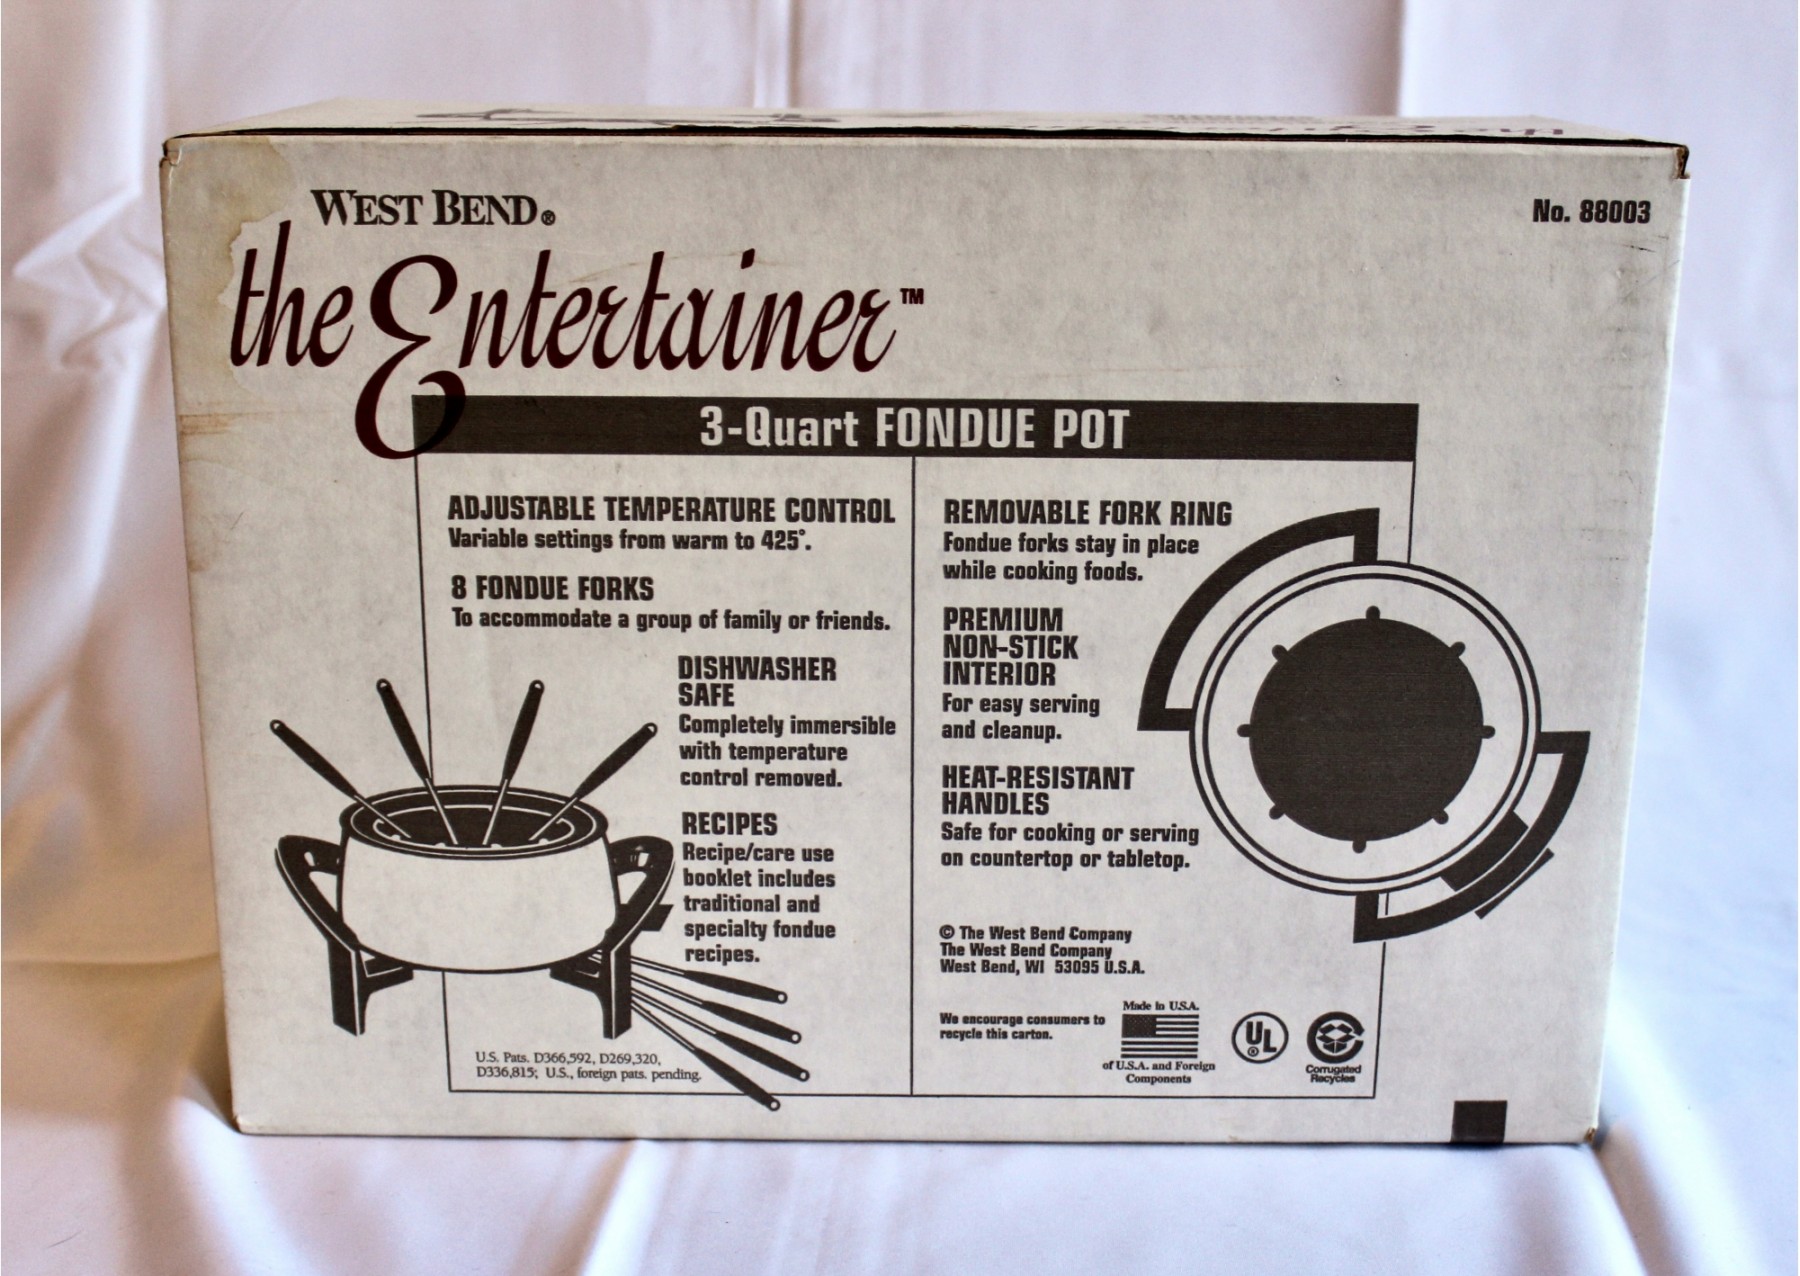 WEST BEND®
No. 88003
the Entertainer™
3-Quart FONDUE POT
ADJUSTABLE TEMPERATURE CONTROL
Variable settings from warm to 425°.
8 FONDUE FORKS
To accommodate a group of family or friends.
DISHWASHER
SAFE
Completely immersible
with temperature
control removed.
RECIPES
Recipe/care use
booklet includes
traditional and
specialty fondue
recipes.
U.S. Pats. D366,592, D269,320,
D336,815; U.S., foreign pats. pending.
REMOVABLE FORK RING
Fondue forks stay in place
while cooking foods.
PREMIUM
NON-STICK
INTERIOR
For easy serving
and cleanup.
HEAT-RESISTANT
HANDLES
Safe for cooking or serving
on countertop or tabletop.
© The West Bend Company
The West Bend Company
West Bend, WI 53095 U.S.A.
We encourage consumers to
recycle this carton.
Made in U.S.A.
of U.S.A. and Foreign
Components
UL®
Corrugated
Recycles